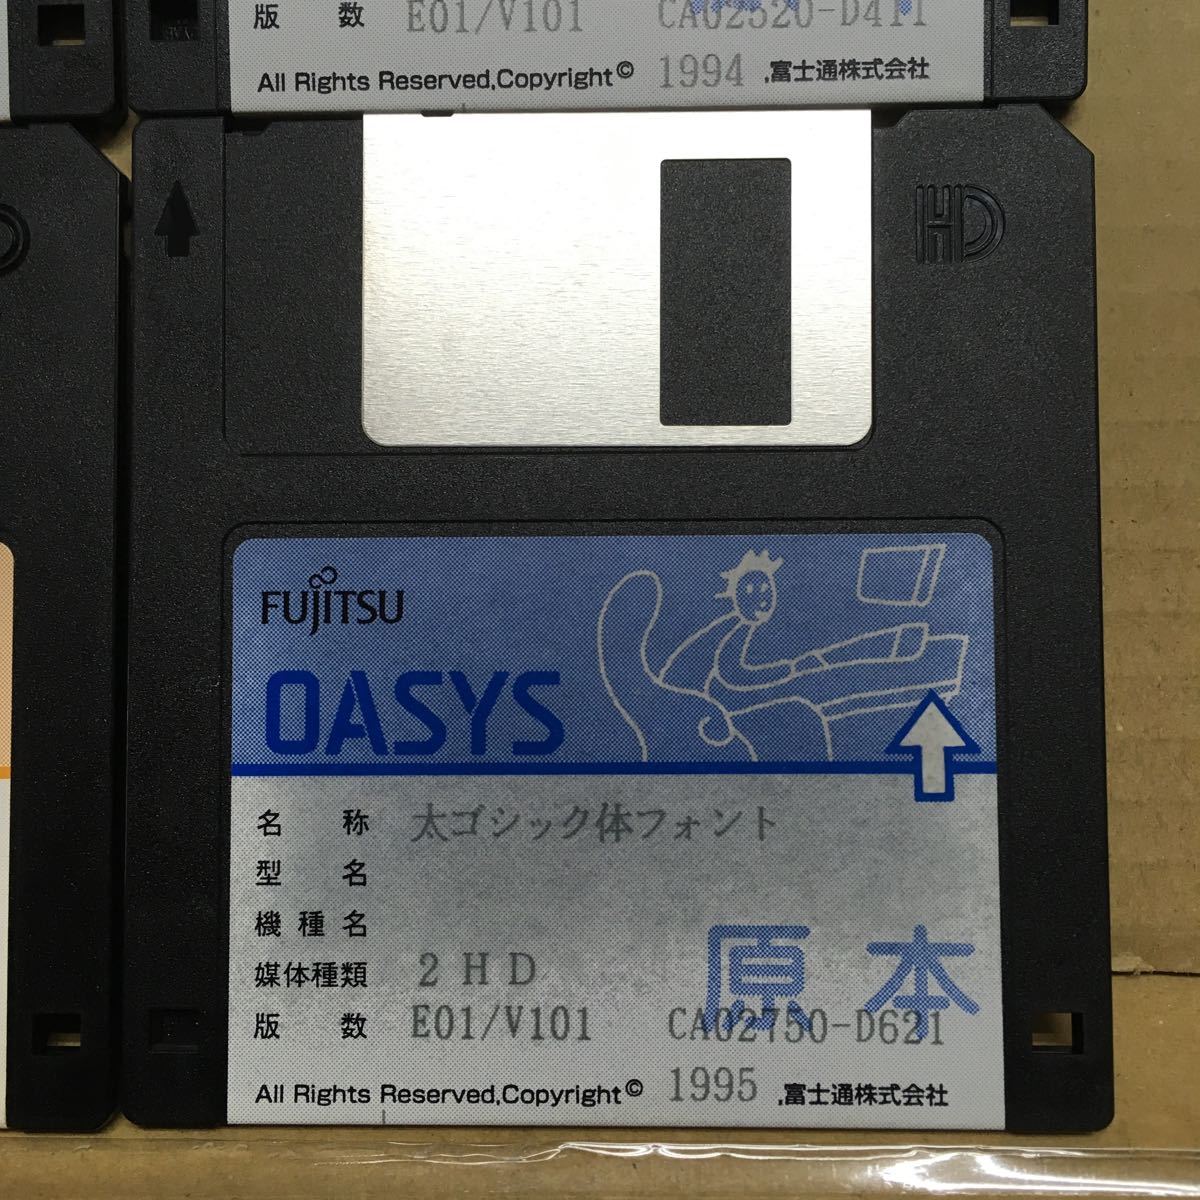 版 数 E01/V101 CA02520-D411
All Rights Reserved,Copyright© 1994 ,富士通株式会社
HD
FUJITSU
OASYS
名 称 太ゴシック体フォント
型 名
機 種 名
媒体種類 2HD
原本
版 数 E01/V101 CA02750-D621
All Rights Reserved,Copyright© 1995 ,富士通株式会社